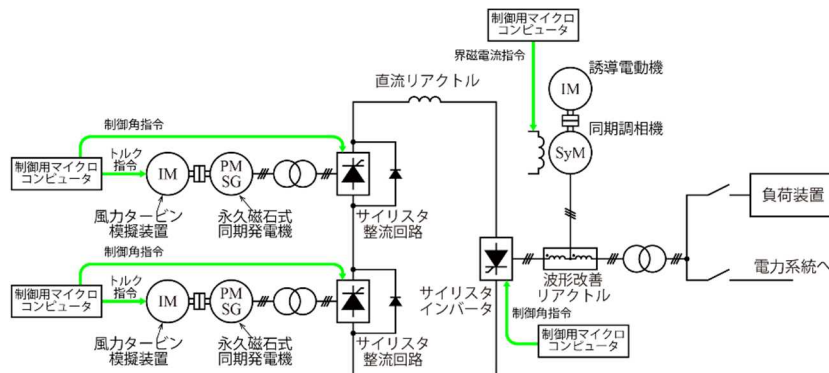 制御用マイクロ
コンピュータ
界磁電流指令
誘導電動機
IM
直流リアクトル
同期調相機
SyM
制御角指令
制御用マイクロ
コンピュータ
トルク
指令
IM
PM
SG
風力タービン
模擬装置
永久磁石式
同期発電機
サイリスタ
整流回路
負荷装置
制御角指令
制御用マイクロ
コンピュータ
トルク
指令
IM
PM
SG
風力タービン
模擬装置
永久磁石式
同期発電機
サイリスタ
整流回路
サイリスタ
インバータ
波形改善
リアクトル
電力系統へ
制御角指令
制御用マイクロ
コンピュータ